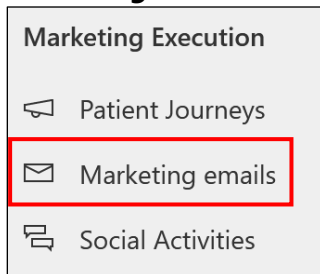 Marketing Execution
Patient Journeys
Marketing emails
Social Activities